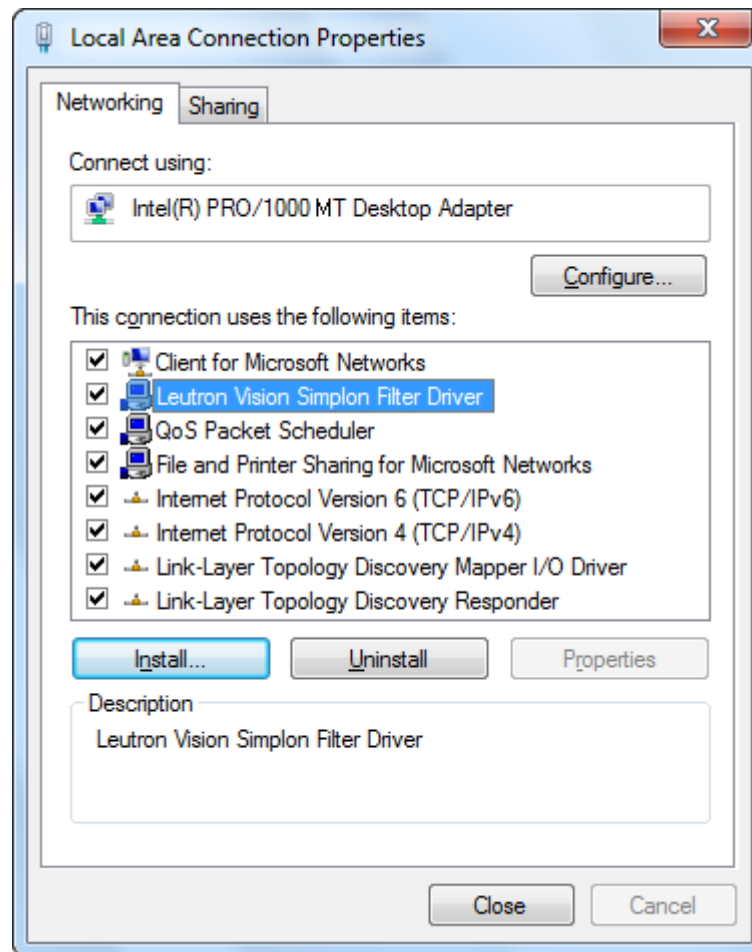 Local Area Connection Properties
Networking
Sharing
Connect using:
Intel(R) PRO/1000 MT Desktop Adapter
Configure...
This connection uses the following items:
Client for Microsoft Networks
Leutron Vision Simplon Filter Driver
QoS Packet Scheduler
File and Printer Sharing for Microsoft Networks
Internet Protocol Version 6 (TCP/IPv6)
Internet Protocol Version 4 (TCP/IPv4)
Link-Layer Topology Discovery Mapper I/O Driver
Link-Layer Topology Discovery Responder
Install...
Uninstall
Properties
Description
Leutron Vision Simplon Filter Driver
Close
Cancel